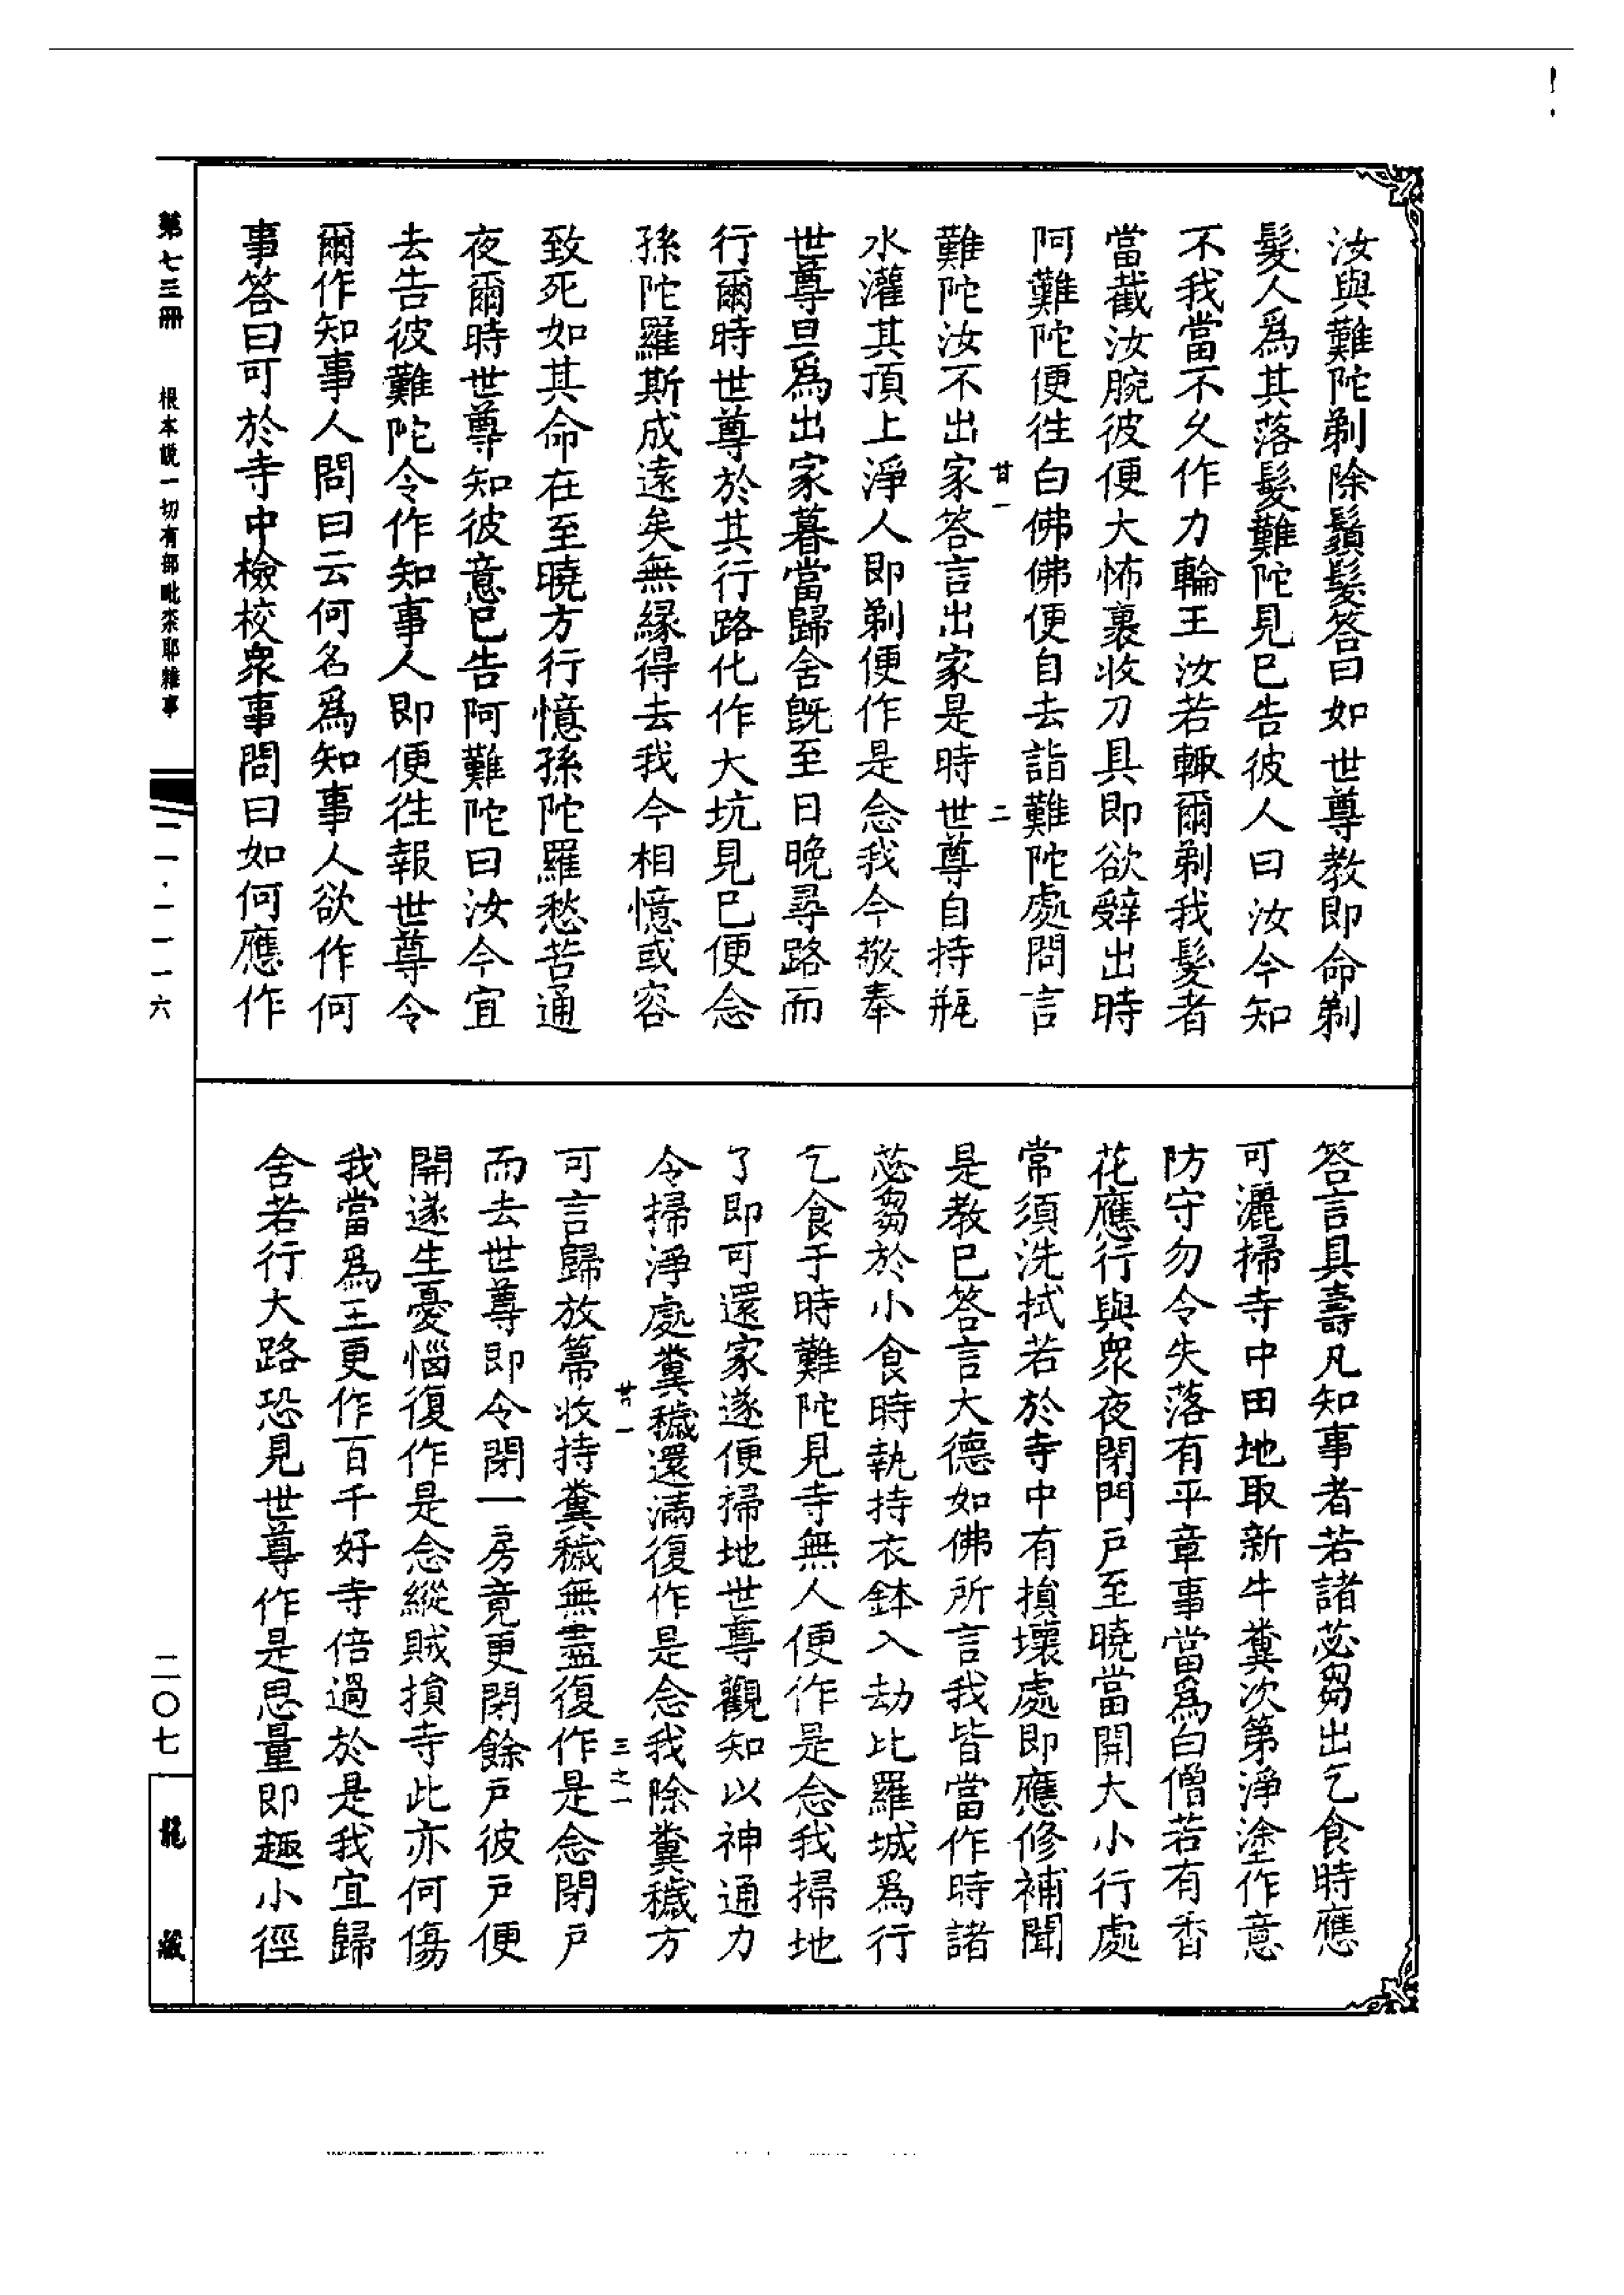 汝與難陀剃除鬚髮答曰如世尊教即命剃
髮人爲其落髮難陀見已告彼人曰汝今知
不我當不久作力輪王汝若輒爾剃我髮者
當截汝腕彼便大怖裹收刀具即欲辭出時
阿難陀便往白佛佛便自去詣難陀處問言
廿一
二
難陀汝不出家答言出家是時世尊自持瓶
水灌其頂上淨人即剃便作是念我今敬奉
世尊旦爲出家暮當歸舍既至日晚尋路而
行爾時世尊於其行路化作大坑見已便念
孫陀羅斯成遠矣無緣得去我今相憶或容
致死如其命在至曉方行憶孫陀羅愁苦通
夜爾時世尊知彼意已告阿難陀曰汝今宜
去告彼難陀令作知事人即便往報世尊令
爾作知事人問曰云何名爲知事人欲作何
事答曰可於寺中檢校衆事問曰如何應作
答言具壽凡知事者若諸苾芻出乞食時應
可灑掃寺中田地取新牛糞次第淨塗作意
防守勿令失落有平章事當爲白僧若有香
花應行與衆夜閉門戶至曉當開大小行處
常須洗拭若於寺中有損壞處即應修補聞
是教已答言大德如佛所言我皆當作時諸
苾芻於小食時執持衣鉢入劫比羅城爲行
乞食于時難陀見寺無人便作是念我掃地
了即可還家遂便掃地世尊觀知以神通力
令掃淨處糞穢還滿復作是念我除糞穢方
廿一
三之一
可言歸放箒收持糞穢無盡復作是念閉戶
而去世尊即令閉一房竟更閉餘戶彼戶便
開遂生憂惱復作是念縱賊損寺此亦何傷
我當爲王更作百千好寺倍過於是我宜歸
舍若行大路恐見世尊作是思量即趣小徑
第七三冊 根本說一切有部毗柰耶雜事
二一·一一一六
二〇七
龍藏